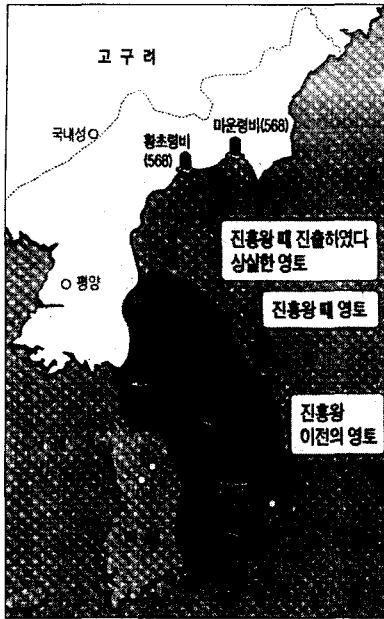 고구려
국내성
황초령비
(568)
마운령비(568)
진흥왕 때 진출하였다
상실한 영토
평양
진흥왕 때 영토
진흥왕
이전의 영토